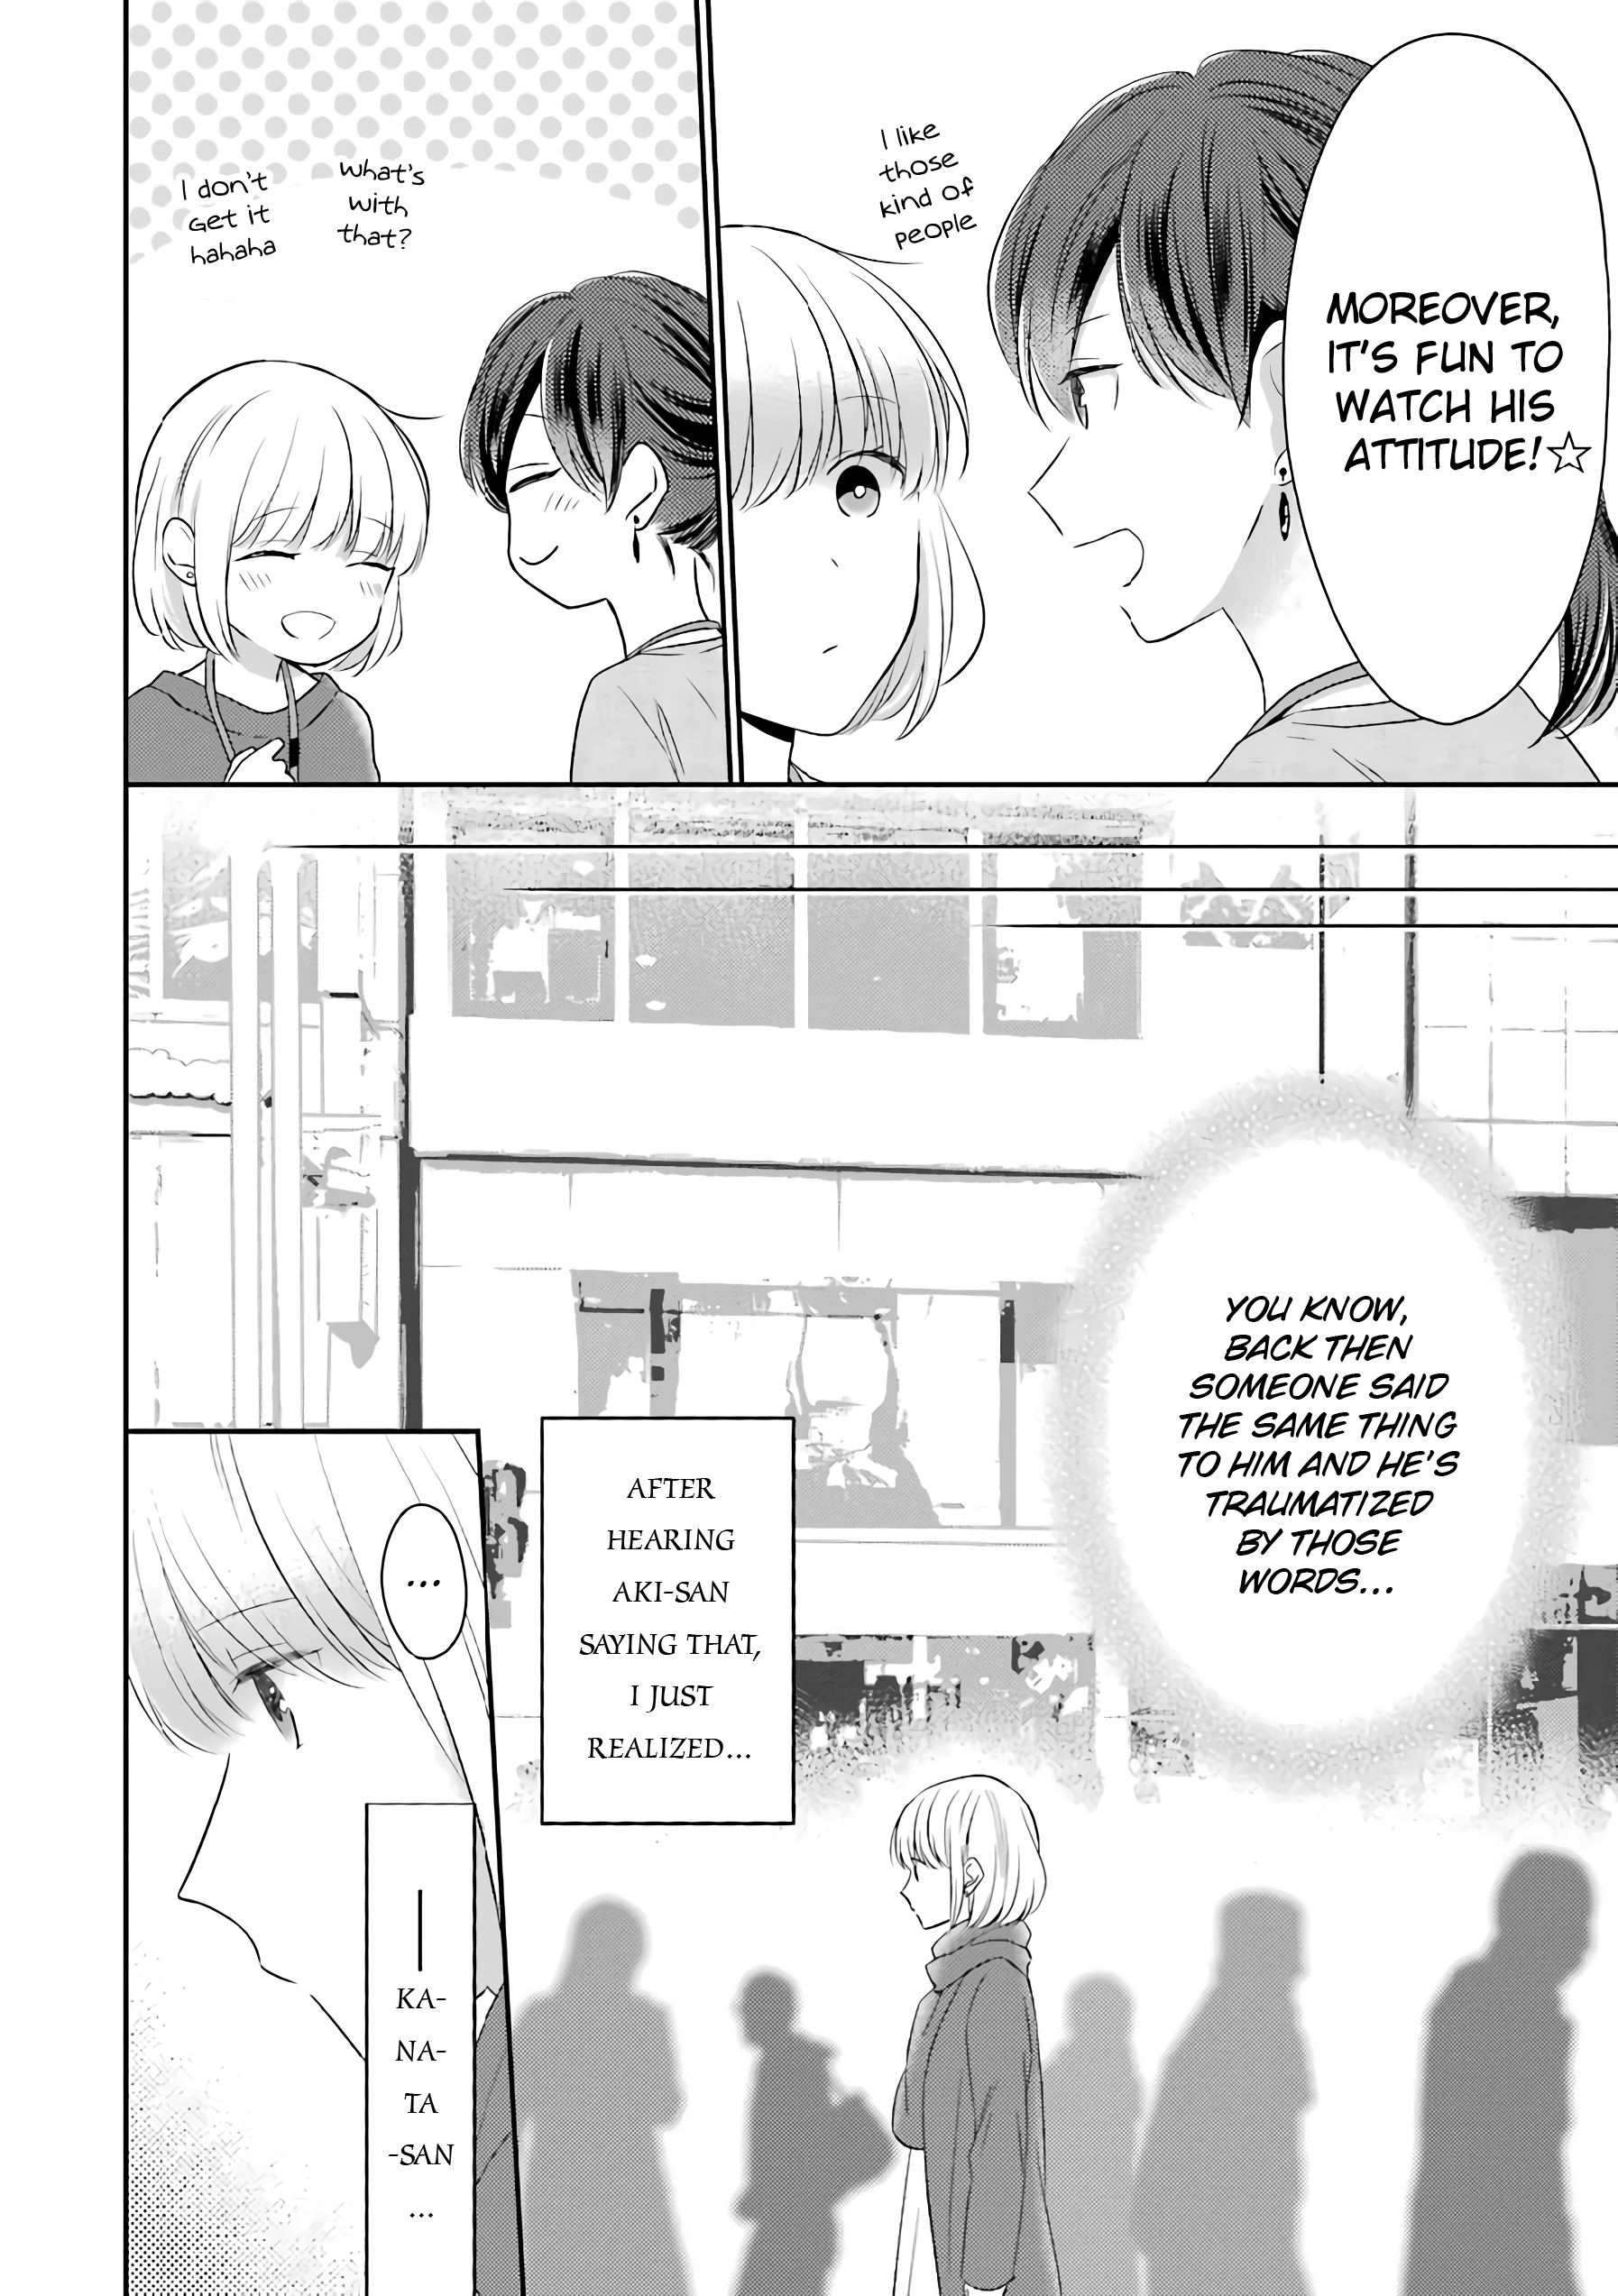 MOREOVER,
IT'S FUN TO
WATCH HIS
ATTITUDE!☆
I like
those
kind of
people
What's
with
that?
I don't
get it
hahaha
YOU KNOW,
BACK THEN
SOMEONE SAID
THE SAME THING
TO HIM AND HE'S
TRAUMATIZED
BY THOSE
WORDS...
AFTER
HEARING
AKI-SAN
SAYING THAT,
I JUST
REALIZED...
...
—
KA-
NA-
TA
-SAN
...